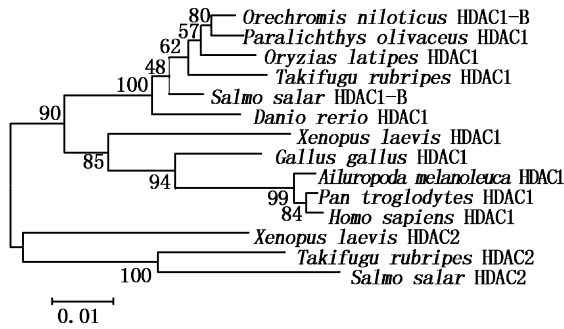 80 Orechromis niloticus HDAC1-B
57 Paralichthys olivaceus HDAC1
62 Oryzias latipes HDAC1
48 Takifugu rubripes HDAC1
100 Salmo salar HDAC1-B
Danio rerio HDAC1
90
Xenopus laevis HDAC1
85 Gallus gallus HDAC1
94 Ailuropoda melanoleuca HDAC1
99 Pan troglodytes HDAC1
84 Homo sapiens HDAC1
Xenopus laevis HDAC2
Takifugu rubripes HDAC2
100 Salmo salar HDAC2
0.01